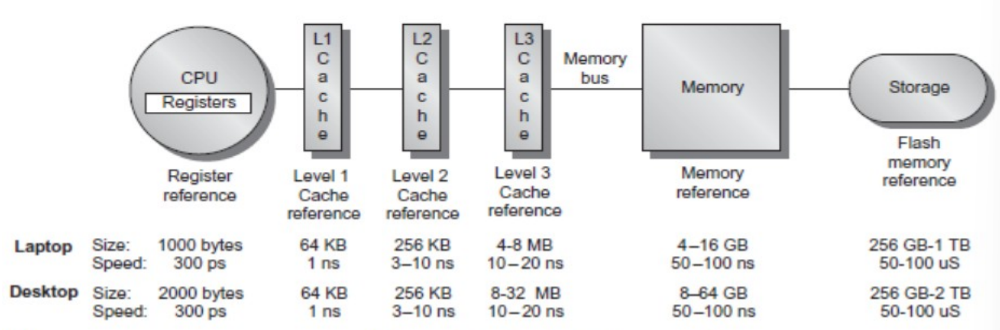 CPU
Registers
L1
C
a
c
h
e
L2
C
a
c
h
e
L3
C
a
c
h
e
Memory
bus
Memory
Storage
Register
reference
Level 1
Cache
reference
Level 2
Cache
reference
Level 3
Cache
reference
Memory
reference
Flash
memory
reference
Laptop Size: 1000 bytes 64 KB 256 KB 4-8 MB 4–16 GB 256 GB-1 TB
Speed: 300 ps 1 ns 3–10 ns 10–20 ns 50–100 ns 50-100 uS
Desktop Size: 2000 bytes 64 KB 256 KB 8-32 MB 8–64 GB 256 GB-2 TB
Speed: 300 ps 1 ns 3–10 ns 10–20 ns 50–100 ns 50-100 uS